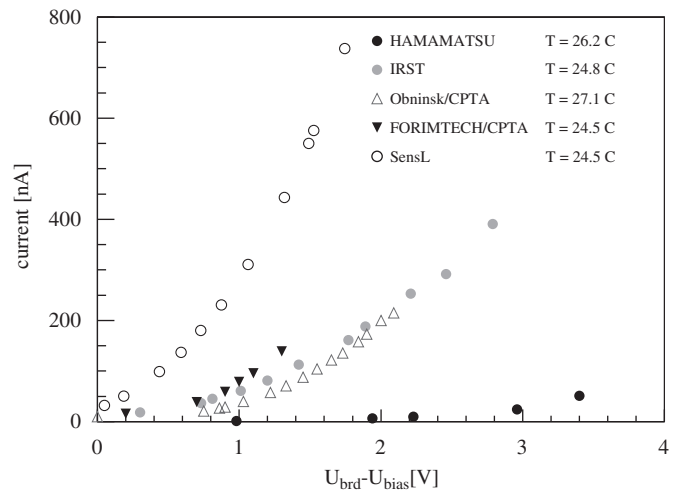 800
600
400
200
0
current [nA]
HAMAMATSU T = 26.2 C
IRST T = 24.8 C
Obninsk/CPTA T = 27.1 C
FORIMTECH/CPTA T = 24.5 C
SensL T = 24.5 C
0 1 2 3 4
U_brd-U_bias[V]